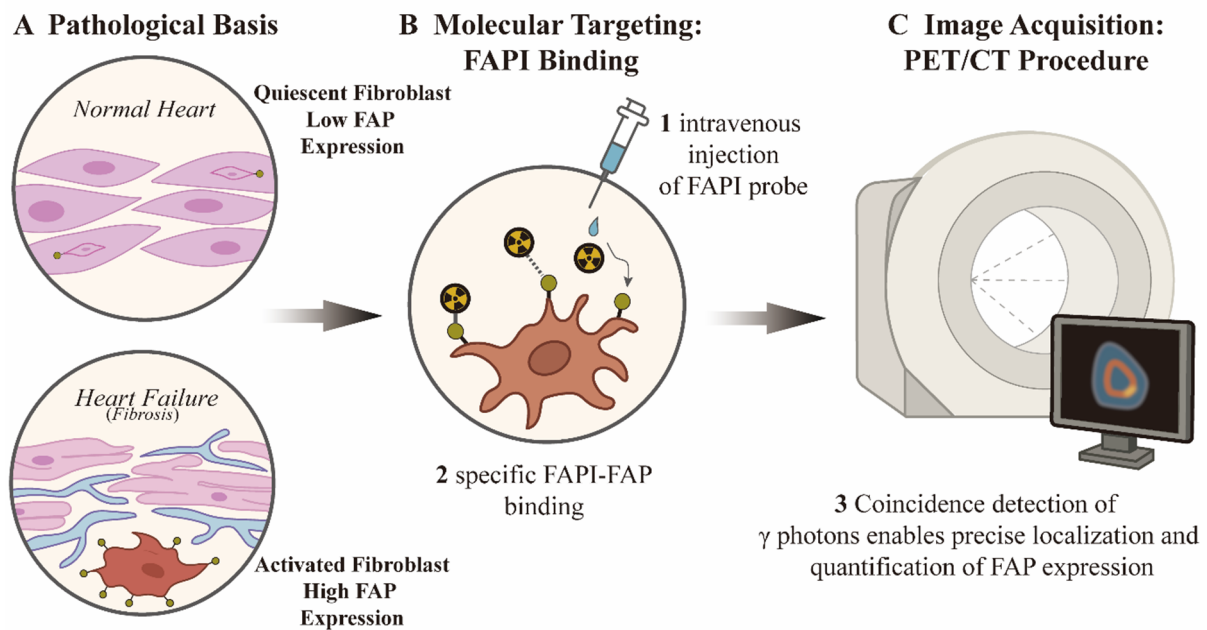 A Pathological Basis
Normal Heart
Quiescent Fibroblast
Low FAP
Expression
Heart Failure
(Fibrosis)
Activated Fibroblast
High FAP
Expression
B Molecular Targeting:
FAPI Binding
1 intravenous
injection
of FAPI probe
2 specific FAPI-FAP
binding
C Image Acquisition:
PET/CT Procedure
3 Coincidence detection of
γ photons enables precise localization and
quantification of FAP expression